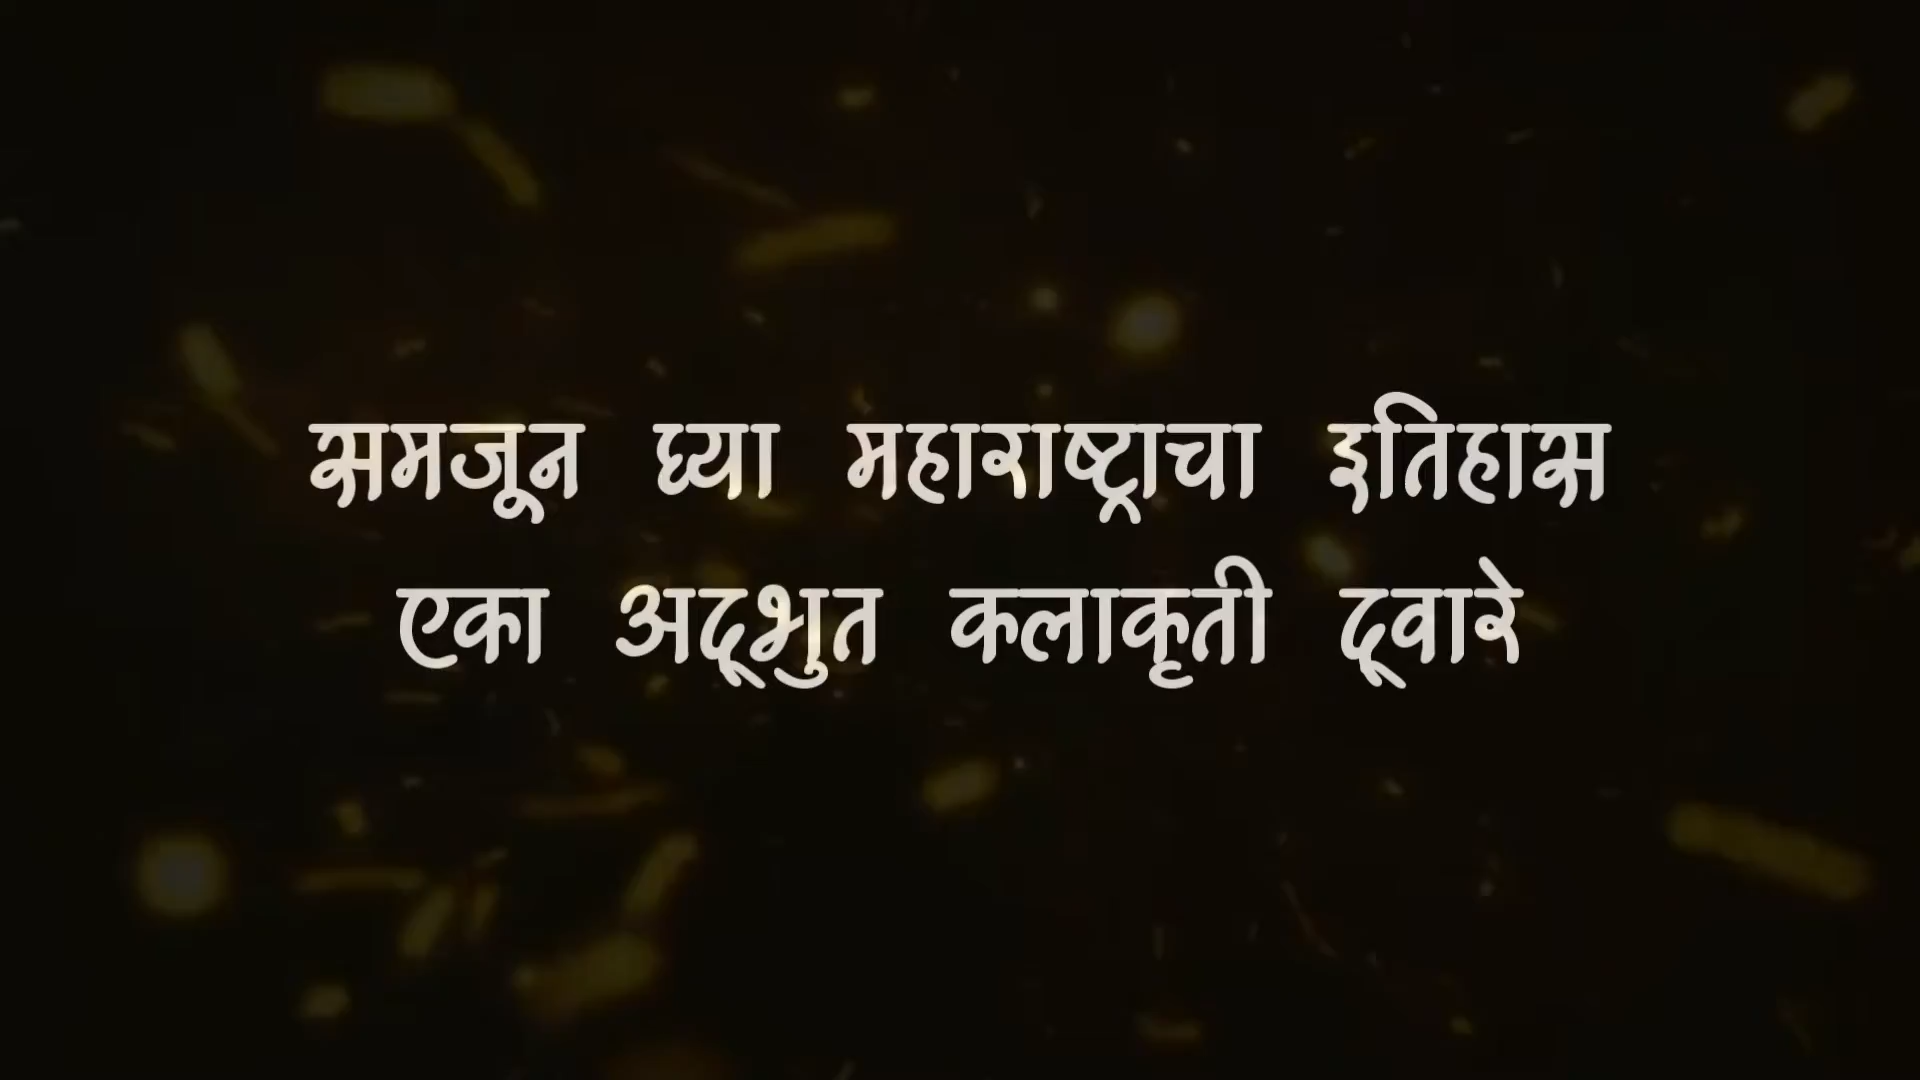 समजून घ्या महाराष्ट्राचा इतिहास
एका अद्भुत कलाकृती द्वारे